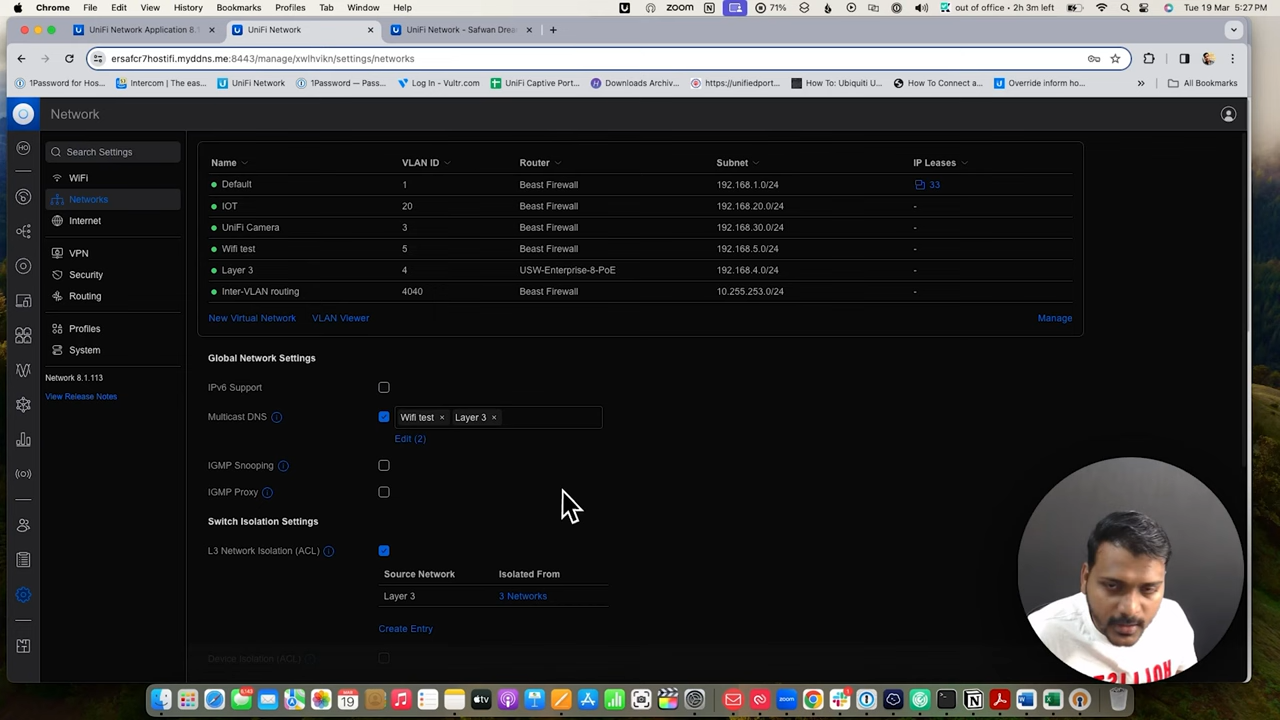 Chrome File Edit View History Bookmarks Profiles Tab Window Help zoom 71% out of office • 2h 3m left Tue 19 Mar 5:27 PM
UniFi Network Application 8.1 UniFi Network UniFi Network - Safwan Drea
ersafcr7hostifi.myddns.me:8443/manage/xwlhvikn/settings/networks
1Password for Hos... Intercom | The eas... UniFi Network 1Password —... Log In - Vultr.com UniFi Captive Port... Downloads Archiv... https://unifiedport... How To: Ubiquiti U... How To Connect a... Override inform ho... » All Bookmarks
Network
Search Settings
WiFi
Networks
Internet
VPN
Security
Routing
Profiles
System
Network 8.1.113
View Release Notes
Name VLAN ID Router Subnet IP Leases
Default 1 Beast Firewall 192.168.1.0/24 33
IOT 20 Beast Firewall 192.168.20.0/24 -
UniFi Camera 3 Beast Firewall 192.168.30.0/24 -
Wifi test 5 Beast Firewall 192.168.5.0/24 -
Layer 3 4 USW-Enterprise-8-PoE 192.168.4.0/24 -
Inter-VLAN routing 4040 Beast Firewall 10.255.253.0/24 -
New Virtual Network VLAN Viewer Manage
Global Network Settings
IPv6 Support
Multicast DNS Wifi test × Layer 3 ×
Edit (2)
IGMP Snooping
IGMP Proxy
Switch Isolation Settings
L3 Network Isolation (ACL)
Source Network Isolated From
Layer 3 3 Networks
Create Entry
Device Isolation (ACL)